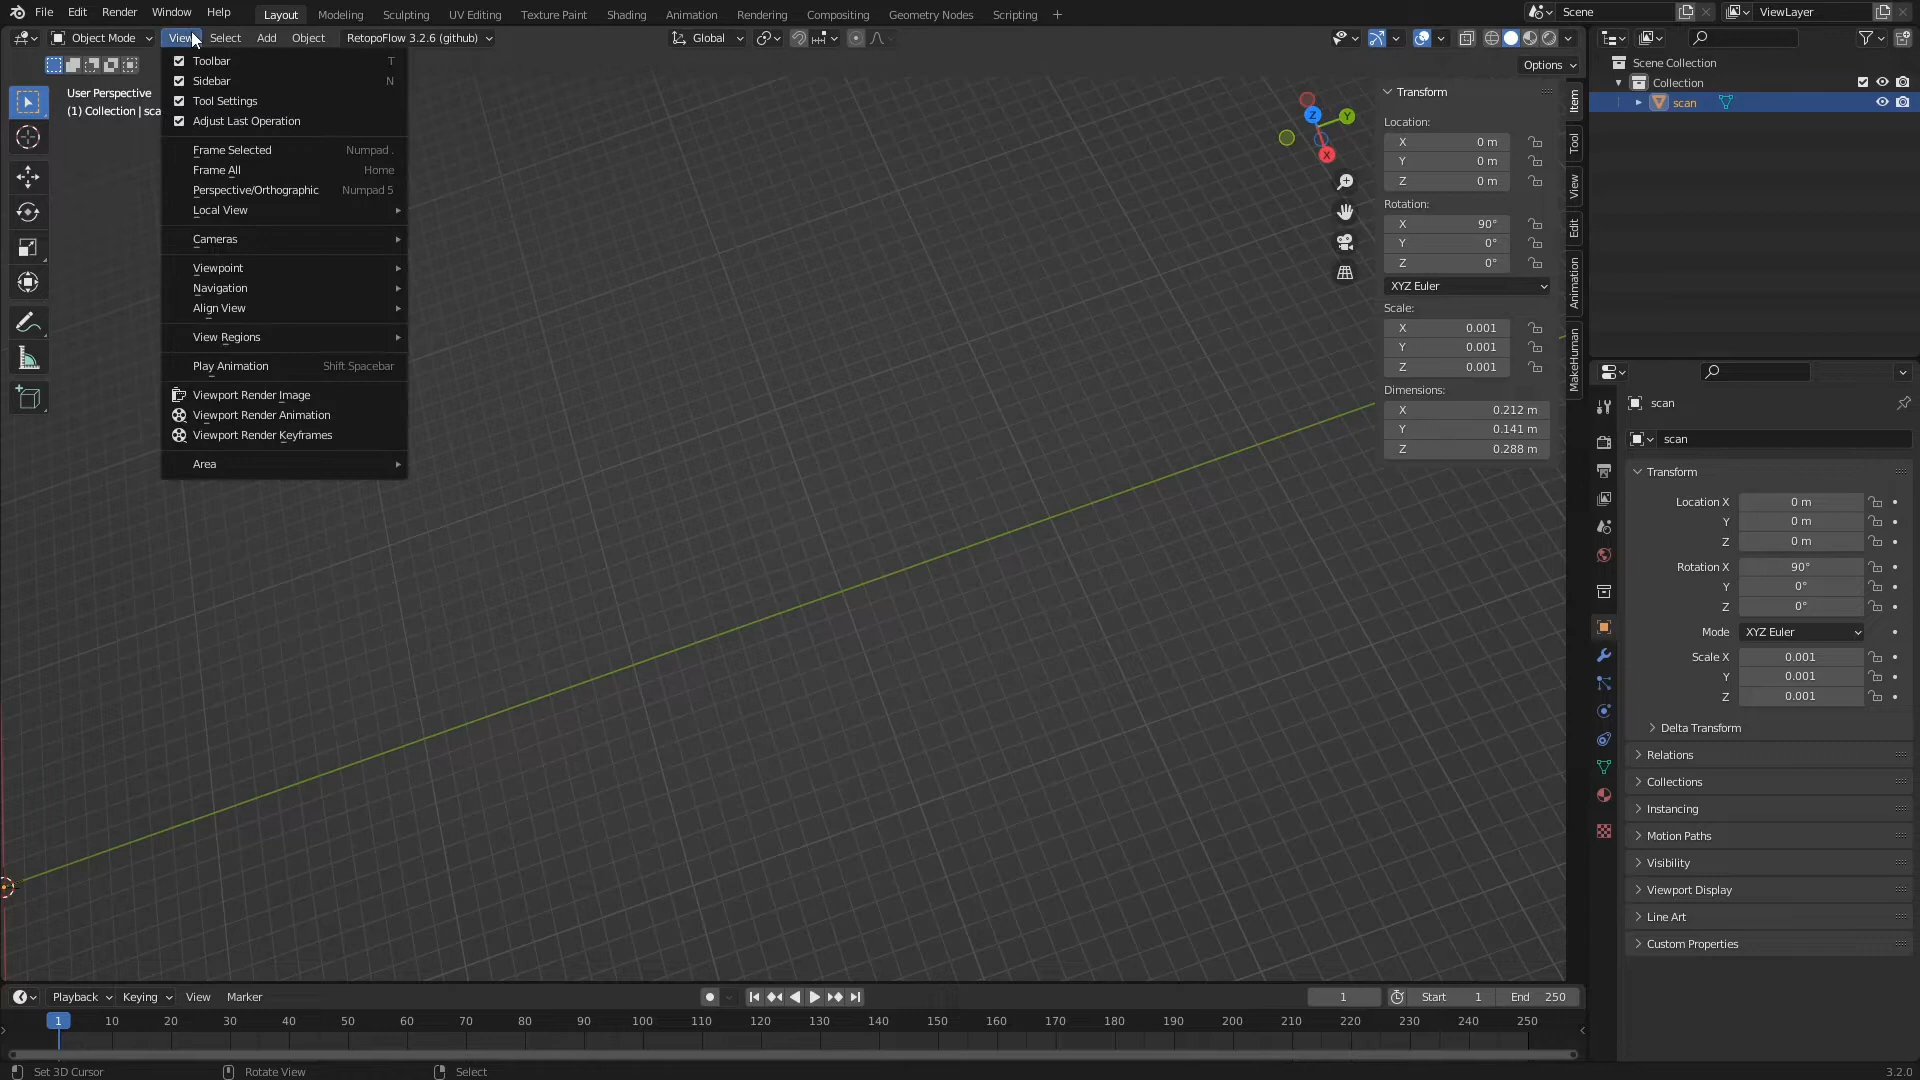 File Edit Render Window Help Layout Modeling Sculpting UV Editing Texture Paint Shading Animation Rendering Compositing Geometry Nodes Scripting + Scene ViewLayer
Object Mode View Select Add Object RetopoFlow 3.2.6 (github) Global
Options
User Perspective
(1) Collection | sca
Toolbar T
Sidebar N
Tool Settings
Adjust Last Operation
Frame Selected Numpad .
Frame All Home
Perspective/Orthographic Numpad 5
Local View
Cameras
Viewpoint
Navigation
Align View
View Regions
Play Animation Shift Spacebar
Viewport Render Image
Viewport Render Animation
Viewport Render Keyframes
Area
Z
Y
X
Transform
Location:
X 0 m
Y 0 m
Z 0 m
Rotation:
X 90°
Y 0°
Z 0°
XYZ Euler
Scale:
X 0.001
Y 0.001
Z 0.001
Dimensions:
X 0.212 m
Y 0.141 m
Z 0.288 m
Item
Tool
View
Edit
Animation
MakeHuman
Scene Collection
Collection
scan
scan
scan
Transform
Location X 0 m
Y 0 m
Z 0 m
Rotation X 90°
Y 0°
Z 0°
Mode XYZ Euler
Scale X 0.001
Y 0.001
Z 0.001
Delta Transform
Relations
Collections
Instancing
Motion Paths
Visibility
Viewport Display
Line Art
Custom Properties
Playback Keying View Marker 1 Start 1 End 250
1 10 20 30 40 50 60 70 80 90 100 110 120 130 140 150 160 170 180 190 200 210 220 230 240 250
Set 3D Cursor Rotate View Select 3.2.0